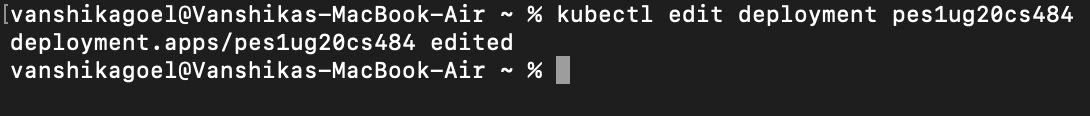 [vanshikagoel@Vanshikas-MacBook-Air ~ % kubectl edit deployment pes1ug20cs484
deployment.apps/pes1ug20cs484 edited
vanshikagoel@Vanshikas-MacBook-Air ~ %